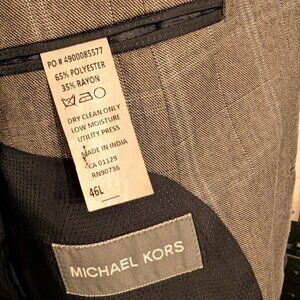 PO # 4900085577
65% POLYESTER
35% RAYON
DRY CLEAN ONLY
LOW MOISTURE
UTILITY PRESS
MADE IN INDIA
CCA 01129
RN90736
46L
MICHAEL KORS